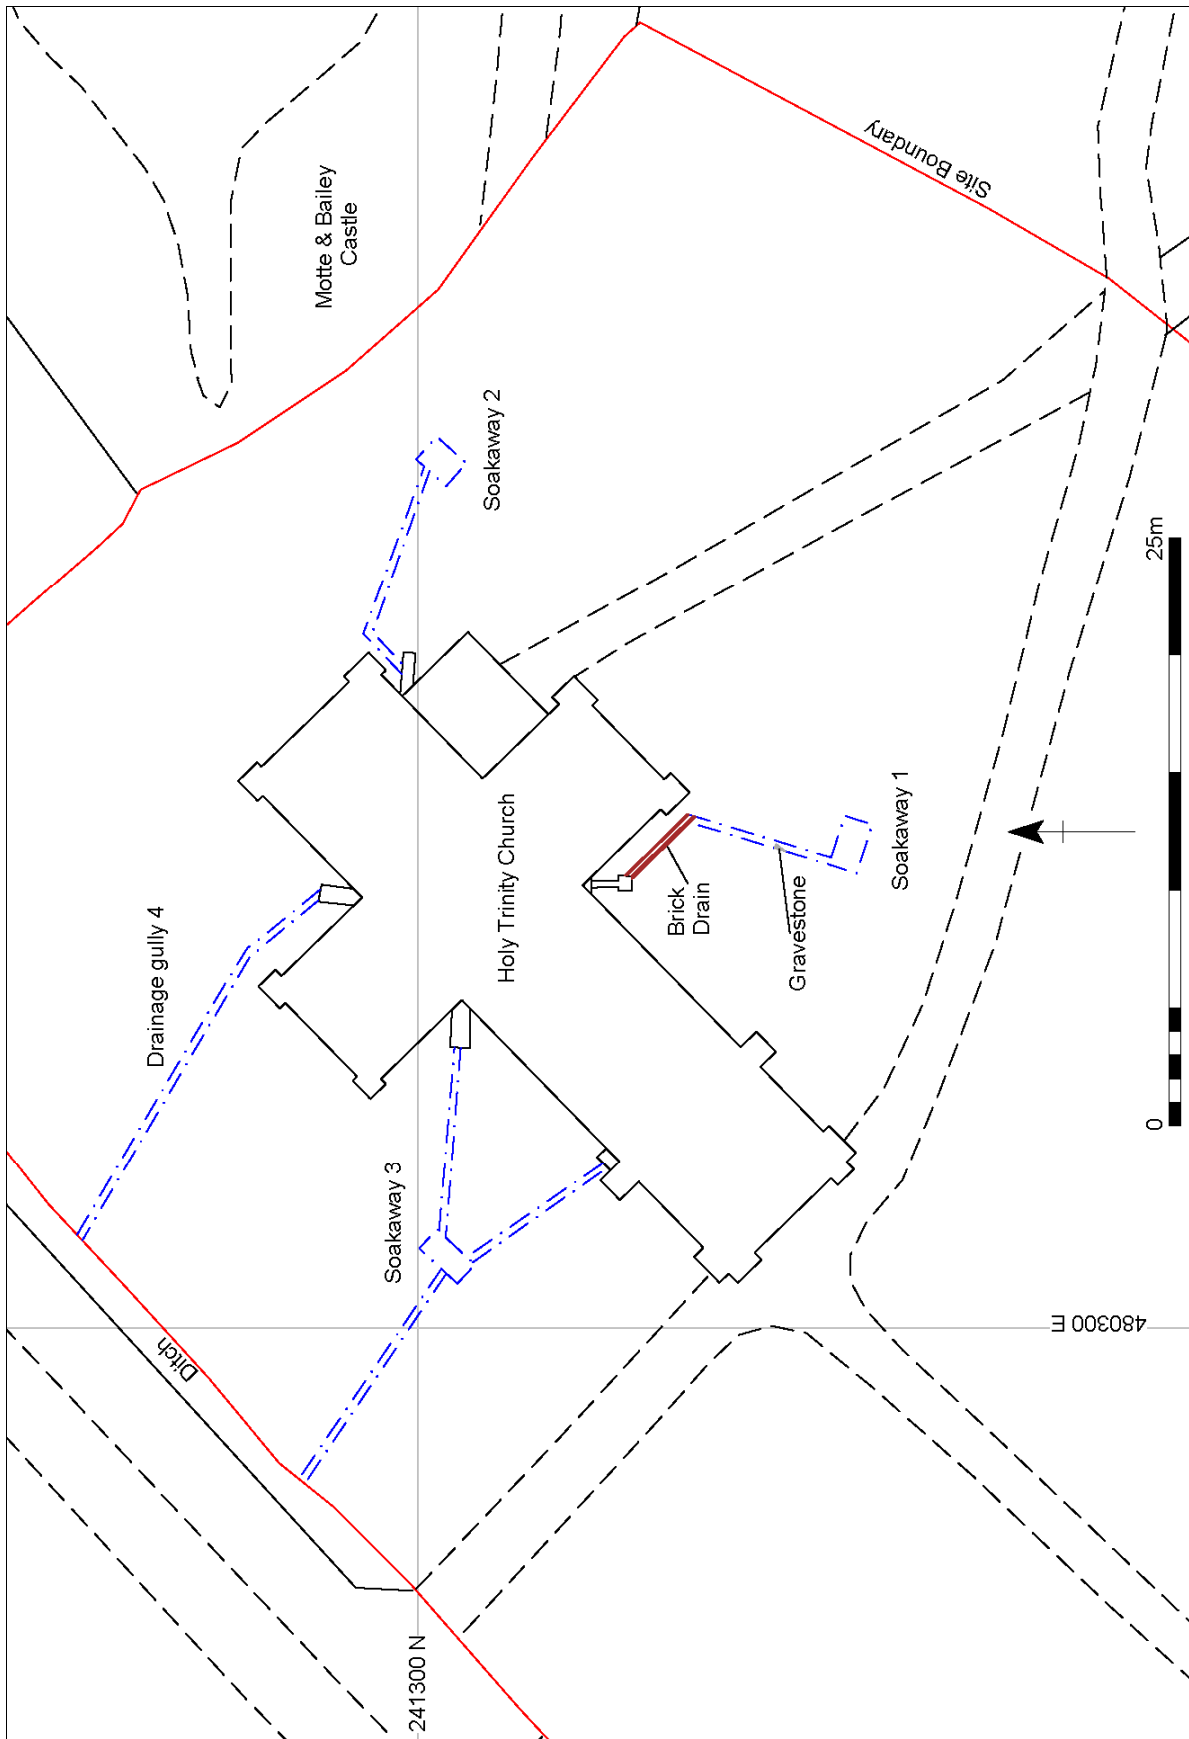 Motte & Bailey
Castle
Site Boundary
Soakaway 2
Drainage gully 4
Holy Trinity Church
Soakaway 3
Brick
Drain
Gravestone
Soakaway 1
Ditch
241300 N
480300 E
0
25m